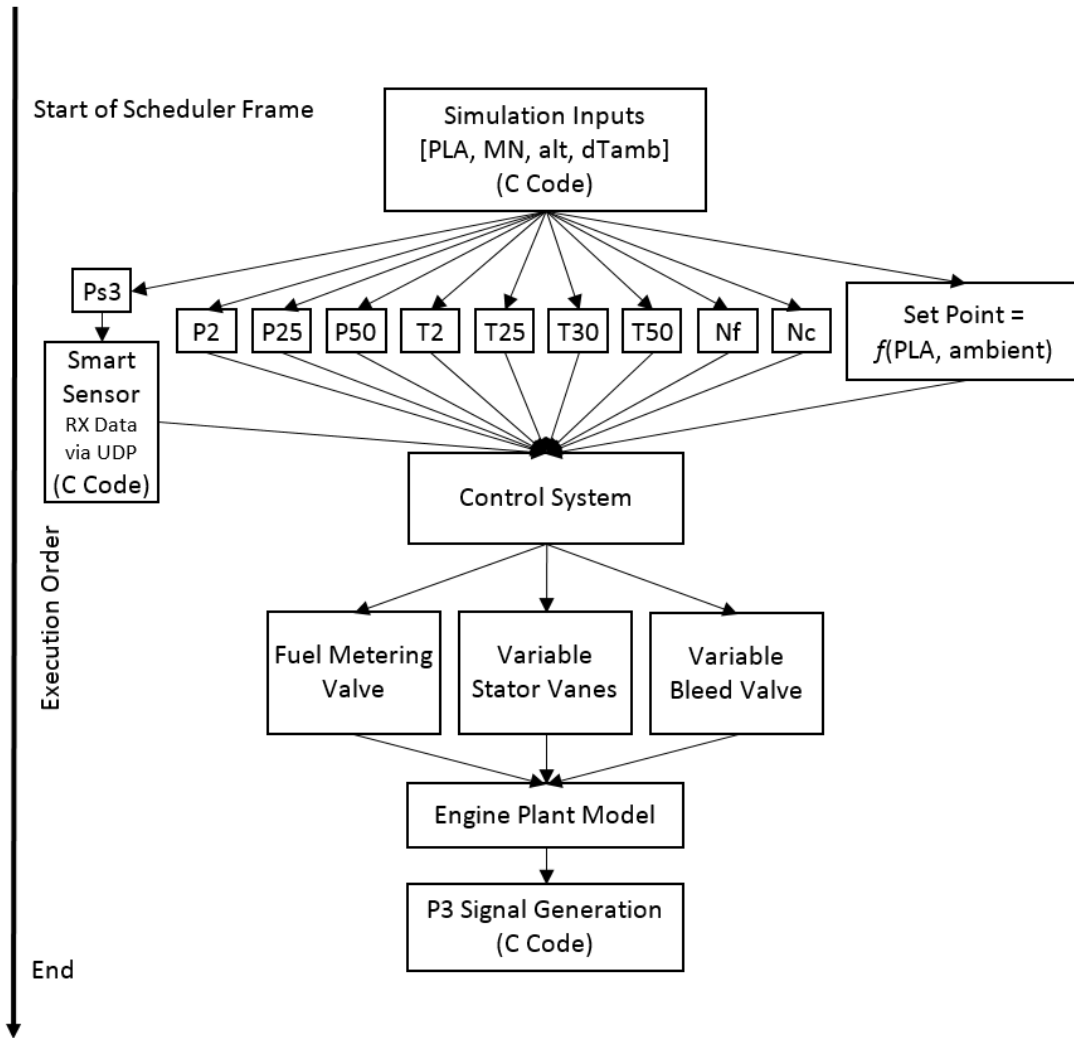 Start of Scheduler Frame
Simulation Inputs
[PLA, MN, alt, dTamb]
(C Code)
Ps3
P2
P25
P50
T2
T25
T30
T50
Nf
Nc
Set Point =
f(PLA, ambient)
Smart
Sensor
RX Data
via UDP
(C Code)
Control System
Execution Order
Fuel Metering
Valve
Variable
Stator Vanes
Variable
Bleed Valve
Engine Plant Model
P3 Signal Generation
(C Code)
End